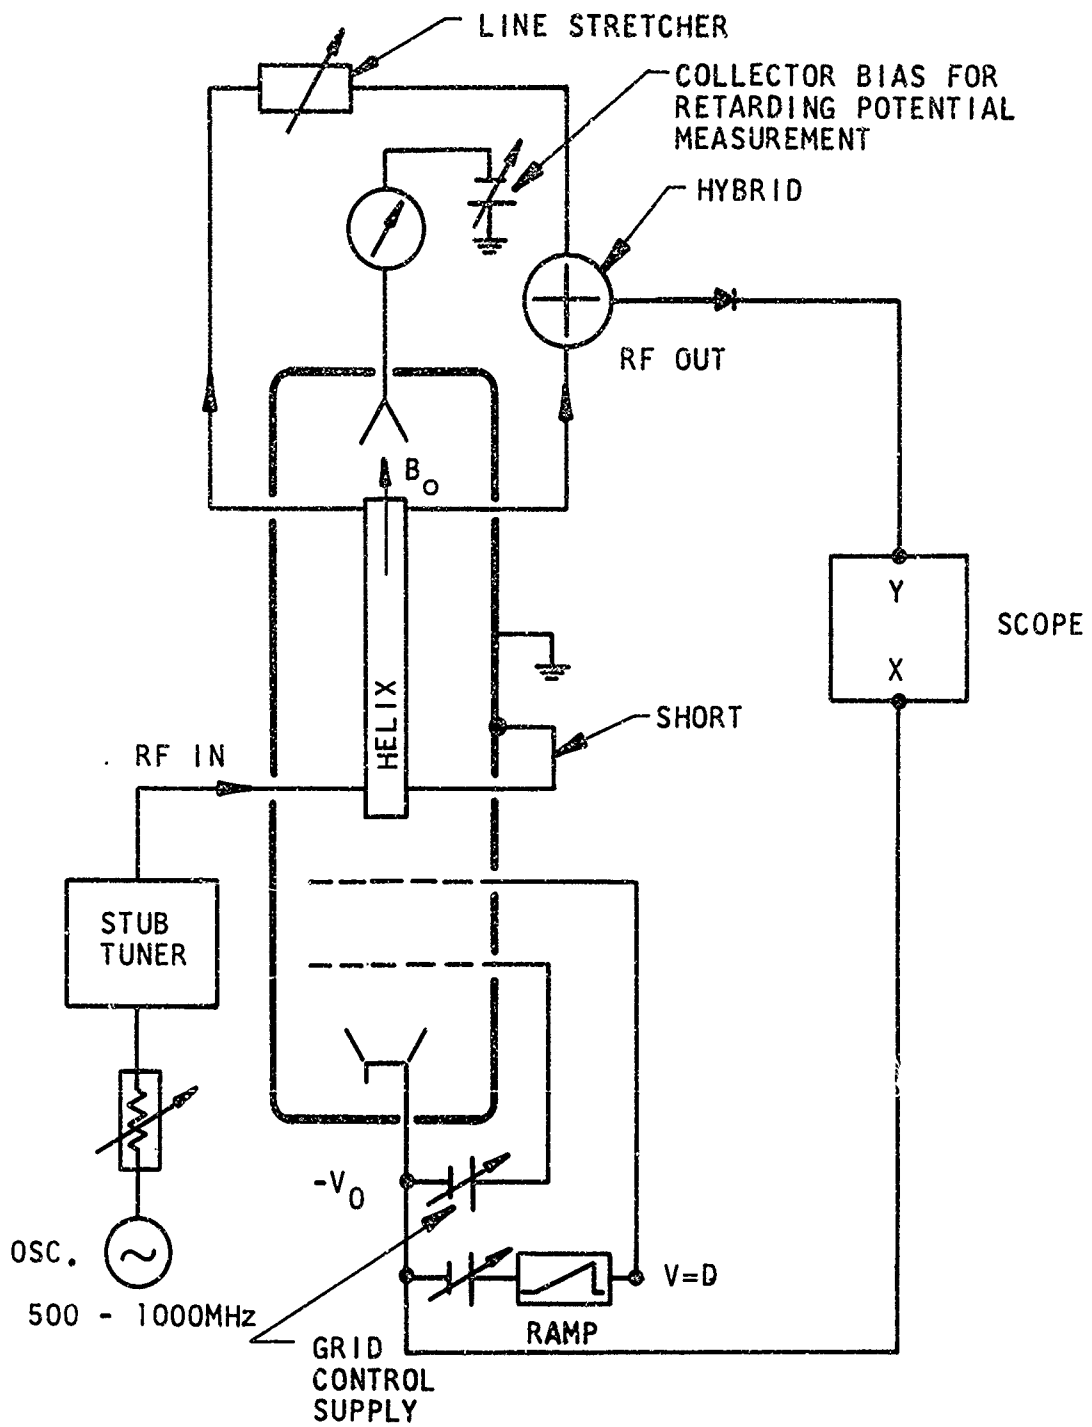 LINE STRETCHER
COLLECTOR BIAS FOR
RETARDING POTENTIAL
MEASUREMENT
HYBRID
RF OUT
B₀
Y
X
SCOPE
HELIX
SHORT
RF IN
STUB
TUNER
-V₀
OSC.
500 - 1000MHz
V=D
RAMP
GRID
CONTROL
SUPPLY